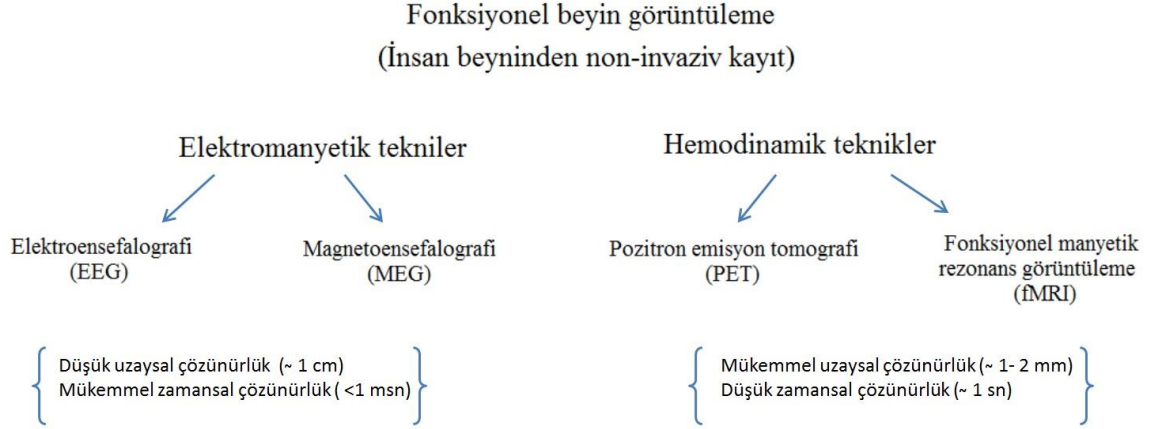 Fonksiyonel beyin görüntüleme
(İnsan beyninden non-invaziv kayıt)
Elektromanyetik tekniler
Hemodinamik teknikler
Elektroensefalografi
(EEG)
Magnetoensefalografi
(MEG)
Pozitron emisyon tomografi
(PET)
Fonksiyonel manyetik
rezonans görüntüleme
(fMRI)
Düşük uzaysal çözünürlük (~ 1 cm)
Mükemmel zamansal çözünürlük ( <1 msn)
Mükemmel uzaysal çözünürlük (~ 1- 2 mm)
Düşük zamansal çözünürlük (~ 1 sn)